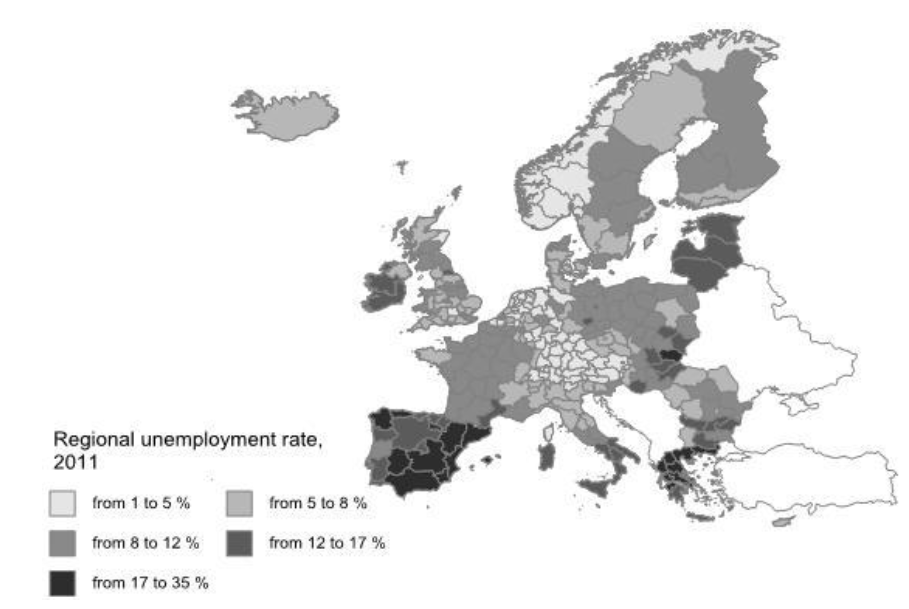 Regional unemployment rate,
2011
from 1 to 5 %
from 5 to 8 %
from 8 to 12 %
from 12 to 17 %
from 17 to 35 %